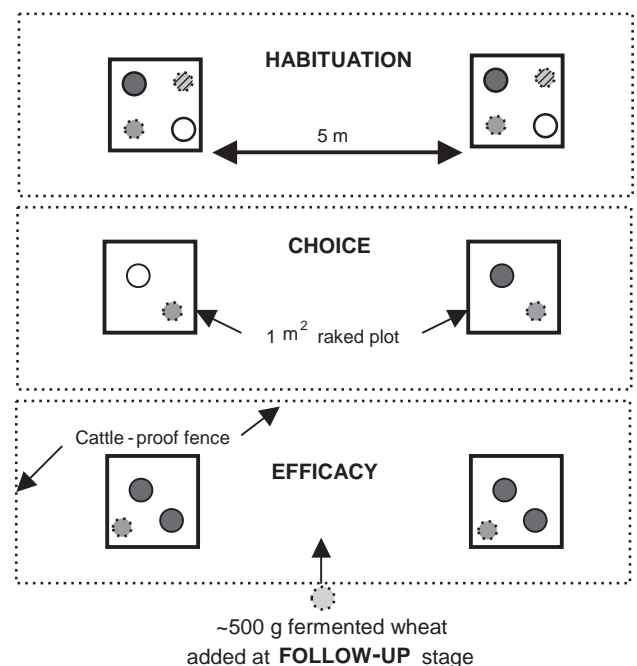 HABITUATION
5 m
CHOICE
1 m² raked plot
Cattle-proof fence
EFFICACY
~500 g fermented wheat
added at FOLLOW-UP stage